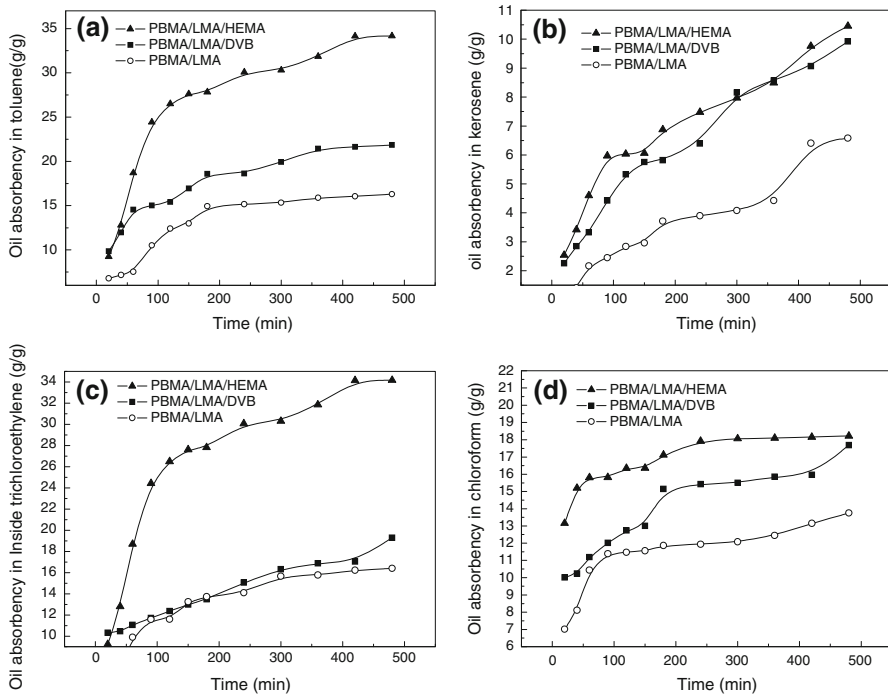 (a)
PBMA/LMA/HEMA
PBMA/LMA/DVB
PBMA/LMA
Oil absorbency in toluene(g/g)
35
30
25
20
15
10
0 100 200 300 400 500
Time (min)
(b)
PBMA/LMA/HEMA
PBMA/LMA/DVB
PBMA/LMA
oil absorbency in kerosene (g/g)
11
10
9
8
7
6
5
4
3
2
0 100 200 300 400 500
Time (min)
(c)
PBMA/LMA/HEMA
PBMA/LMA/DVB
PBMA/LMA
Oil absorbency in Inside trichloroethylene (g/g)
34
32
30
28
26
24
22
20
18
16
14
12
10
0 100 200 300 400 500
Time (min)
(d)
PBMA/LMA/HEMA
PBMA/LMA/DVB
PBMA/LMA
Oil absorbency in chloroform (g/g)
22
21
20
19
18
17
16
15
14
13
12
11
10
9
8
7
6
0 100 200 300 400 500
Time (min)